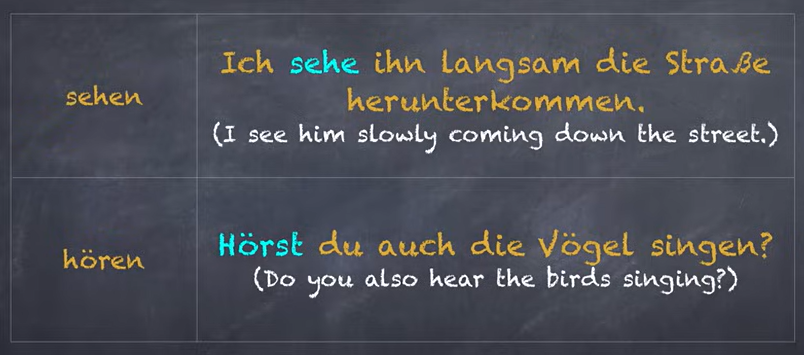 sehen
Ich sehe ihn langsam die Straße
herunterkommen.
(I see him slowly coming down the street.)
hören
Hörst du auch die Vögel singen?
(Do you also hear the birds singing?)